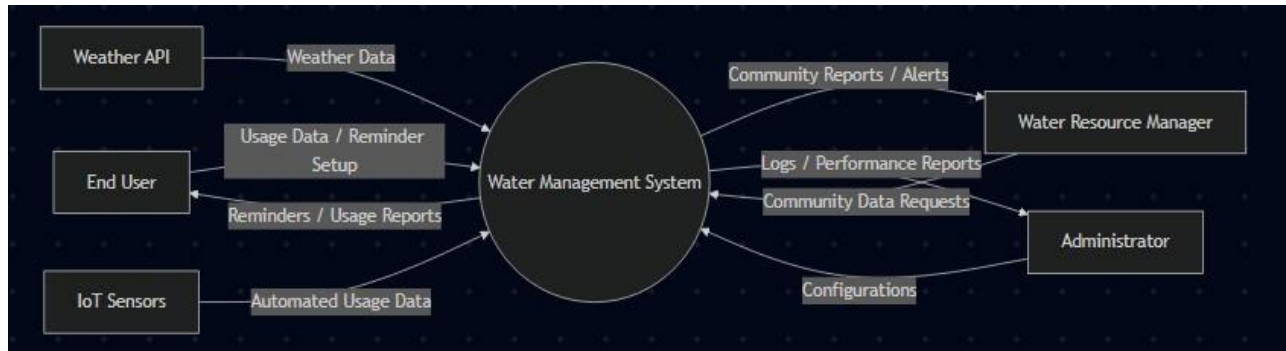 Weather API
Weather Data
Community Reports / Alerts
Water Resource Manager
Usage Data / Reminder
Setup
End User
Water Management System
Logs / Performance Reports
Community Data Requests
Reminders / Usage Reports
Administrator
IoT Sensors
Automated Usage Data
Configurations